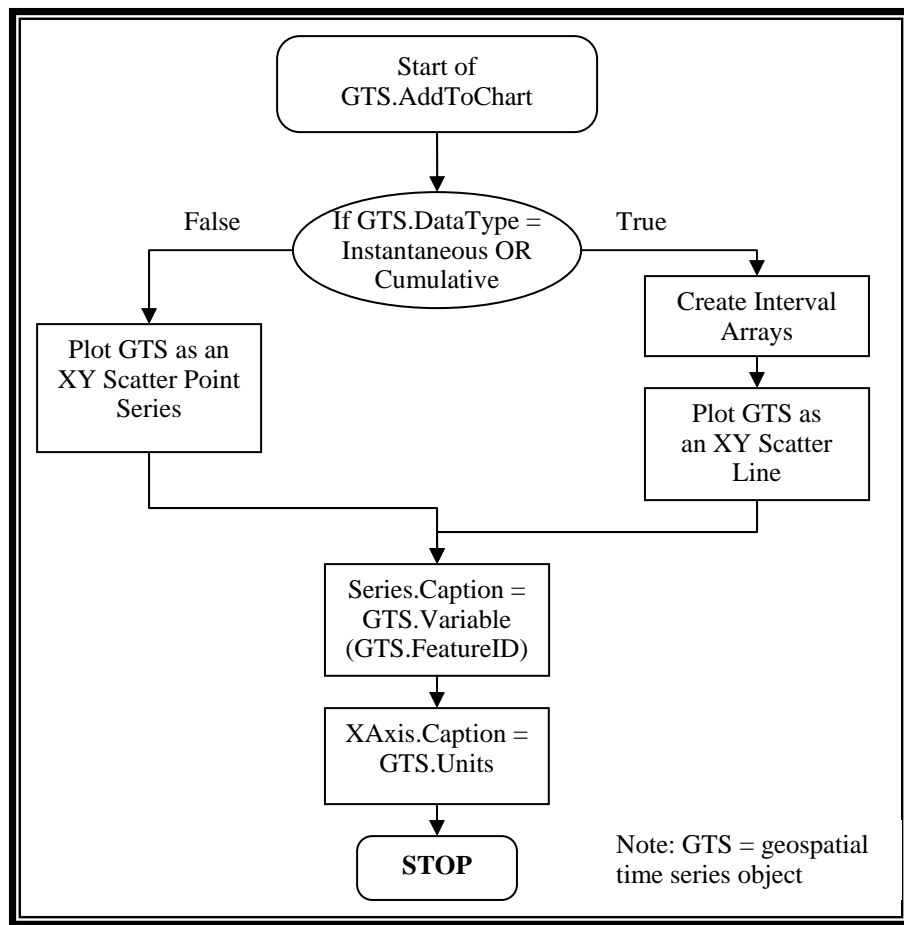 Start of
GTS.AddToChart
False
If GTS.DataType =
Instantaneous OR
Cumulative
True
Create Interval
Arrays
Plot GTS as an
XY Scatter Point
Series
Plot GTS as
an XY Scatter
Line
Series.Caption =
GTS.Variable
(GTS.FeatureID)
XAxis.Caption =
GTS.Units
STOP
Note: GTS = geospatial
time series object